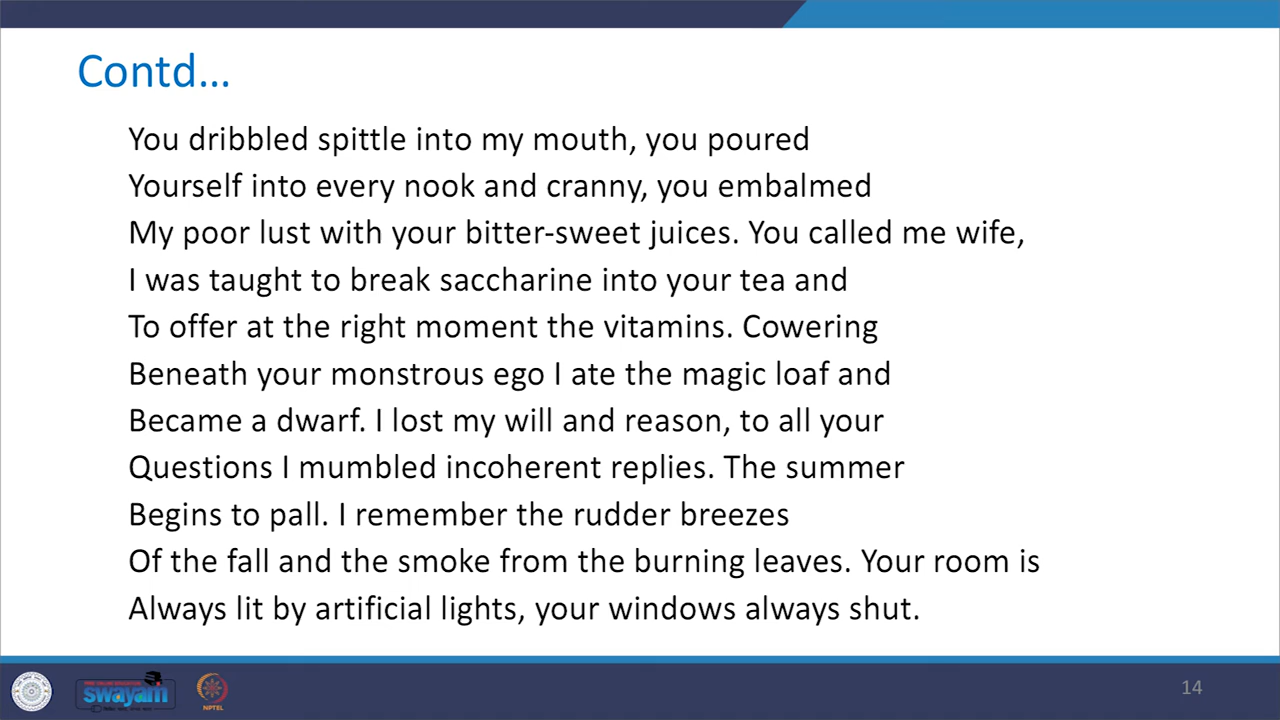 Contd...
You dribbled spittle into my mouth, you poured
Yourself into every nook and cranny, you embalmed
My poor lust with your bitter-sweet juices. You called me wife,
I was taught to break saccharine into your tea and
To offer at the right moment the vitamins. Cowering
Beneath your monstrous ego I ate the magic loaf and
Became a dwarf. I lost my will and reason, to all your
Questions I mumbled incoherent replies. The summer
Begins to pall. I remember the rudder breezes
Of the fall and the smoke from the burning leaves. Your room is
Always lit by artificial lights, your windows always shut.
swayam
NPTEL
14